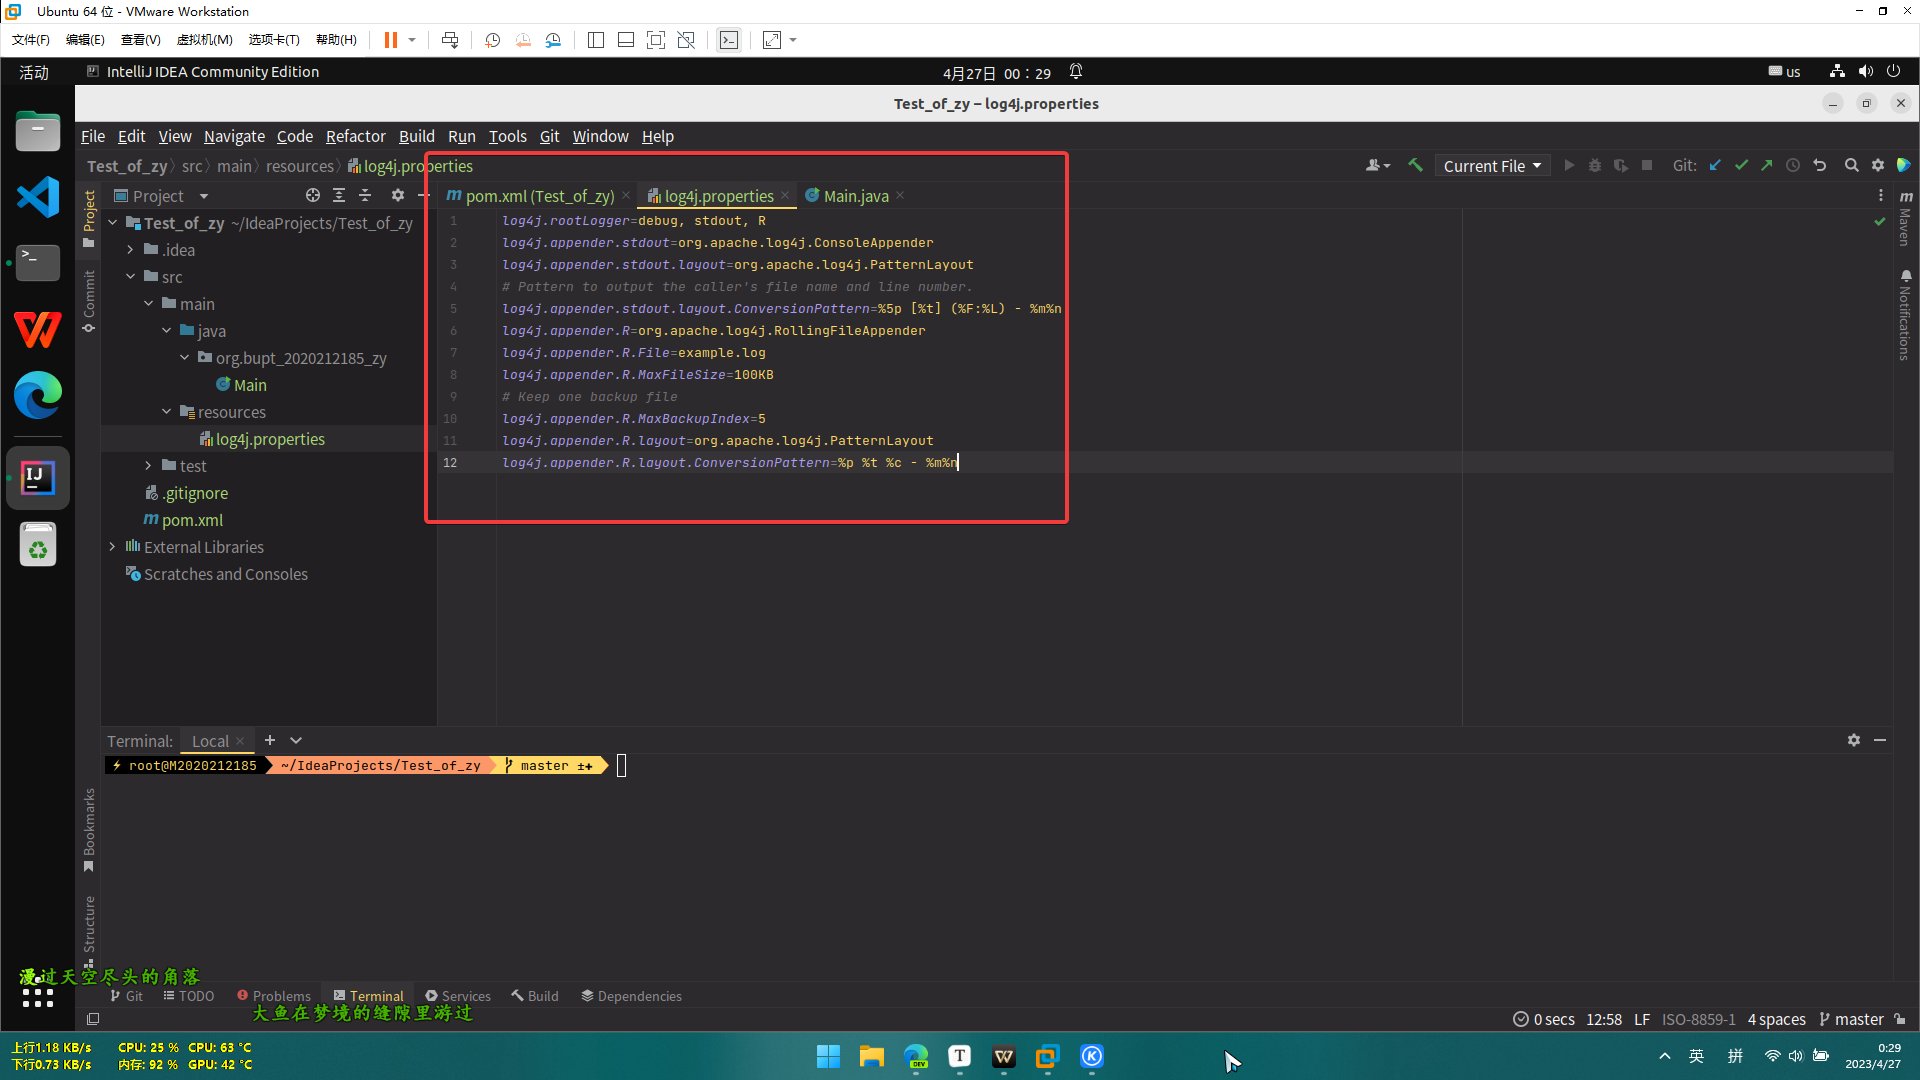 Ubuntu 64 位 - VMware Workstation
文件(F) 编辑(E) 查看(V) 虚拟机(M) 选项卡(T) 帮助(H)
活动 IntelliJ IDEA Community Edition 4月27日 00：29 us
Test_of_zy – log4j.properties
File Edit View Navigate Code Refactor Build Run Tools Git Window Help
Test_of_zy src main resources log4j.properties Current File Git:
Project pom.xml (Test_of_zy) log4j.properties Main.java
Test_of_zy ~/IdeaProjects/Test_of_zy
.idea
src
main
java
org.bupt_2020212185_zy
Main
resources
log4j.properties
test
.gitignore
pom.xml
External Libraries
Scratches and Consoles
1 log4j.rootLogger=debug, stdout, R
2 log4j.appender.stdout=org.apache.log4j.ConsoleAppender
3 log4j.appender.stdout.layout=org.apache.log4j.PatternLayout
4 # Pattern to output the caller's file name and line number.
5 log4j.appender.stdout.layout.ConversionPattern=%5p [%t] (%F:%L) - %m%n
6 log4j.appender.R=org.apache.log4j.RollingFileAppender
7 log4j.appender.R.File=example.log
8 log4j.appender.R.MaxFileSize=100KB
9 # Keep one backup file
10 log4j.appender.R.MaxBackupIndex=5
11 log4j.appender.R.layout=org.apache.log4j.PatternLayout
12 log4j.appender.R.layout.ConversionPattern=%p %t %c - %m%n
Project
Commit
Bookmarks
Structure
Maven
Notifications
Terminal: Local
root@M2020212185 ~/IdeaProjects/Test_of_zy master ±✚
漫过天空尽头的角落
Git TODO Problems Terminal Services Build Dependencies
大鱼在梦境的缝隙里游过
0 secs 12:58 LF ISO-8859-1 4 spaces master
上行1.18 KB/s CPU: 25 % CPU: 63 °C
下行0.73 KB/s 内存: 92 % GPU: 42 °C
DEV
英 拼
0:29
2023/4/27